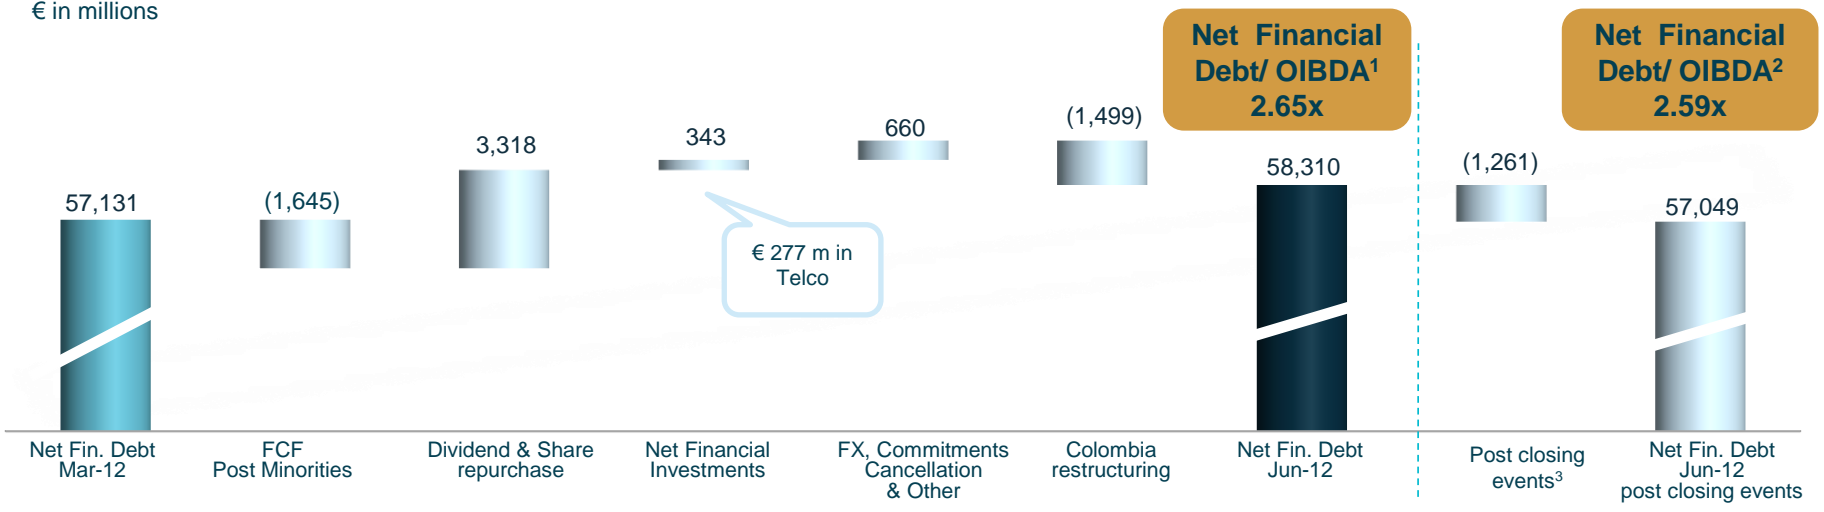 € in millions
Net Financial
Debt/ OIBDA¹
2.65x
Net Financial
Debt/ OIBDA²
2.59x
57,131
(1,645)
3,318
343
660
(1,499)
58,310
(1,261)
57,049
€ 277 m in
Telco
Net Fin. Debt
Mar-12
FCF
Post Minorities
Dividend & Share
repurchase
Net Financial
Investments
FX, Commitments
Cancellation
& Other
Colombia
restructuring
Net Fin. Debt
Jun-12
Post closing
events³
Net Fin. Debt
Jun-12
post closing events